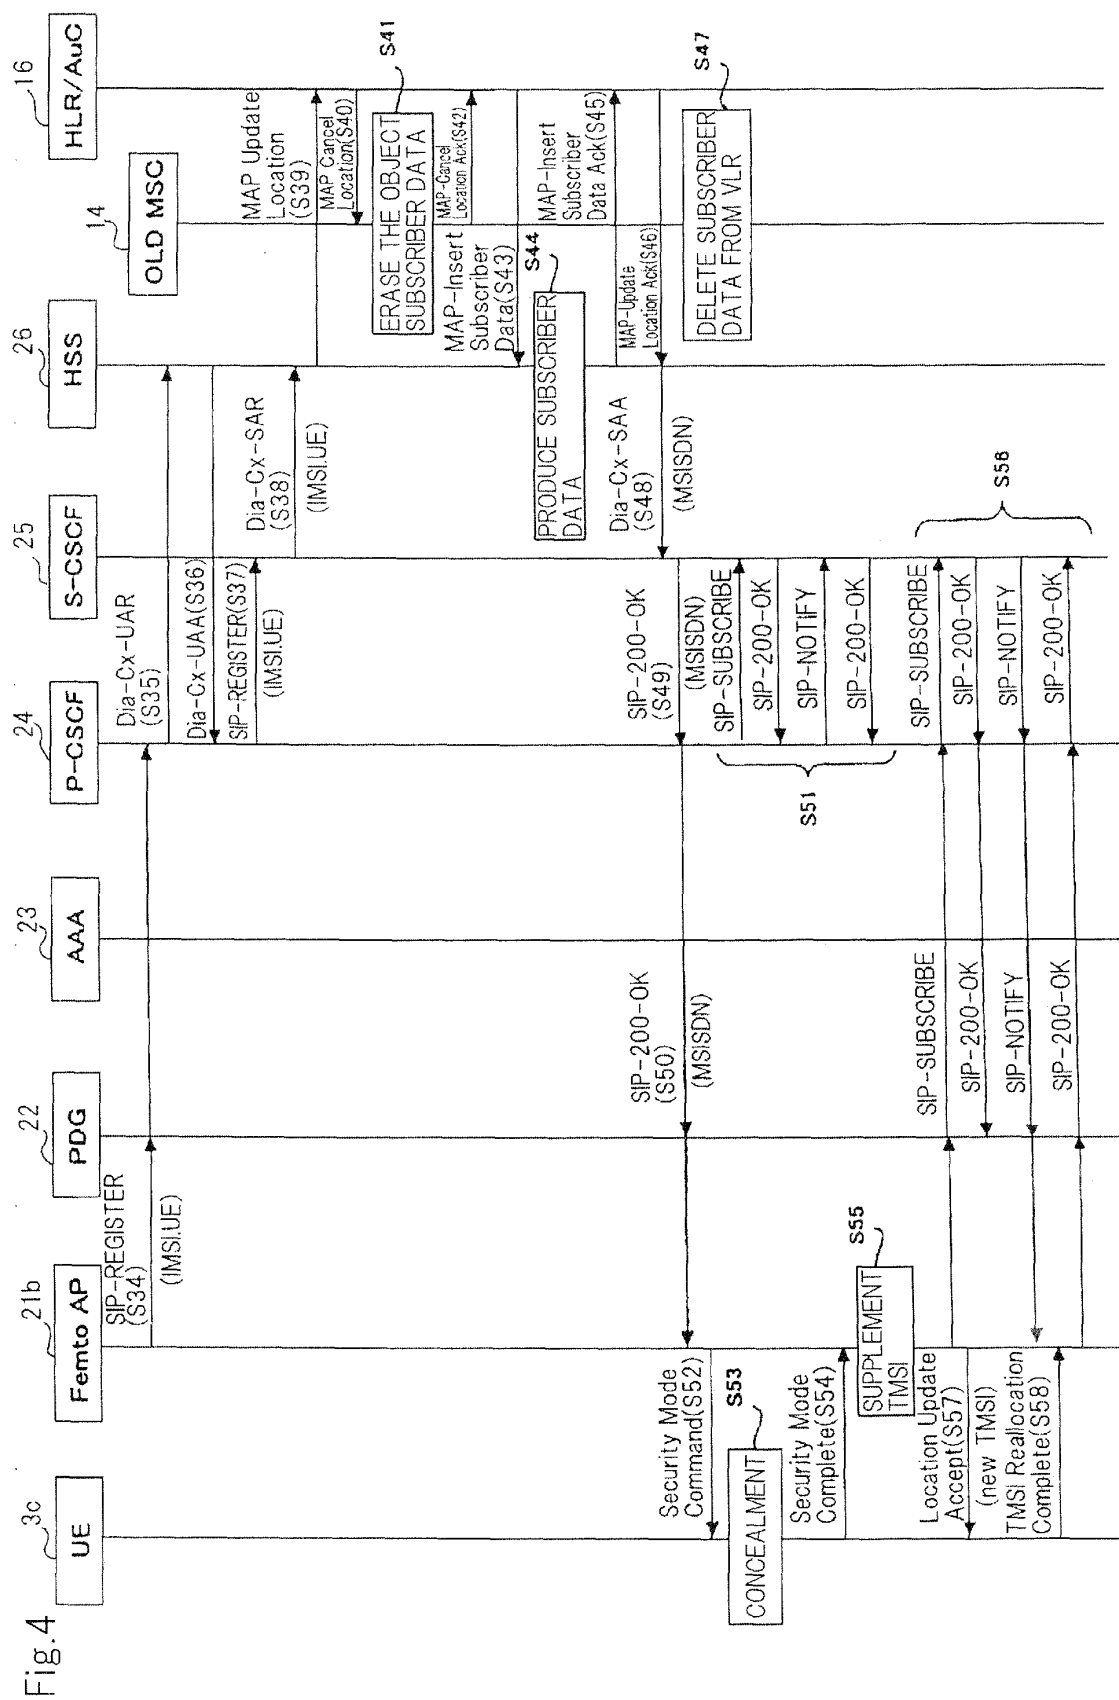 Fig.4
3c
UE
21b
Femto AP
22
PDG
23
AAA
24
P-CSCF
25
S-CSCF
26
HSS
14
OLD MSC
16
HLR/AuC
SIP-REGISTER
(S34)
(IMSI.UE)
Dia-Cx-UAR
(S35)
Dia-Cx-UAA(S36)
SIP-REGISTER(S37)
(IMSI.UE)
Dia-Cx-SAR
(S38)
(IMSI.UE)
MAP Update
Location
(S39)
MAP Cancel
Location(S40)
S41
ERASE THE OBJECT
SUBSCRIBER DATA
MAP-Cancel
Location Ack(S42)
MAP-Insert
Subscriber
Data(S43)
S44
PRODUCE SUBSCRIBER
DATA
MAP-Insert
Subscriber
Data Ack(S45)
MAP-Update
Location Ack(S46)
S47
DELETE SUBSCRIBER
DATA FROM VLR
Dia-Cx-SAA
(S48)
(MSISDN)
SIP-200-OK
(S49)
(MSISDN)
SIP-200-OK
(S50)
(MSISDN)
SIP-SUBSCRIBE
SIP-200-OK
SIP-NOTIFY
SIP-200-OK
S51
Security Mode
Command(S52)
S53
CONCEALMENT
Security Mode
Complete(S54)
S55
SUPPLEMENT
TMSI
SIP-SUBSCRIBE
SIP-SUBSCRIBE
SIP-200-OK
SIP-200-OK
SIP-NOTIFY
SIP-NOTIFY
SIP-200-OK
SIP-200-OK
S56
Location Update
Accept(S57)
(new TMSI)
TMSI Reallocation
Complete(S58)